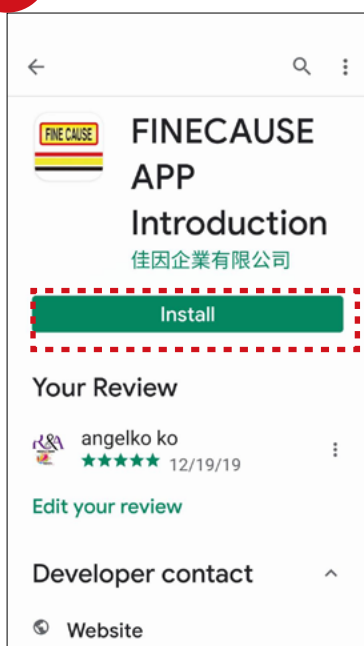 FINE CAUSE
FINECAUSE
APP
Introduction
佳因企業有限公司
Install
Your Review
R&A
angelko ko
★★★★★ 12/19/19
Edit your review
Developer contact
Website